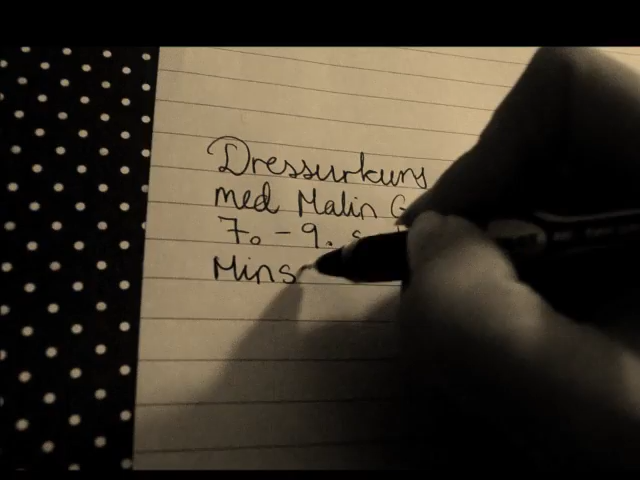 Dressurkurs
med Malin G
7. - 9. s
Mins